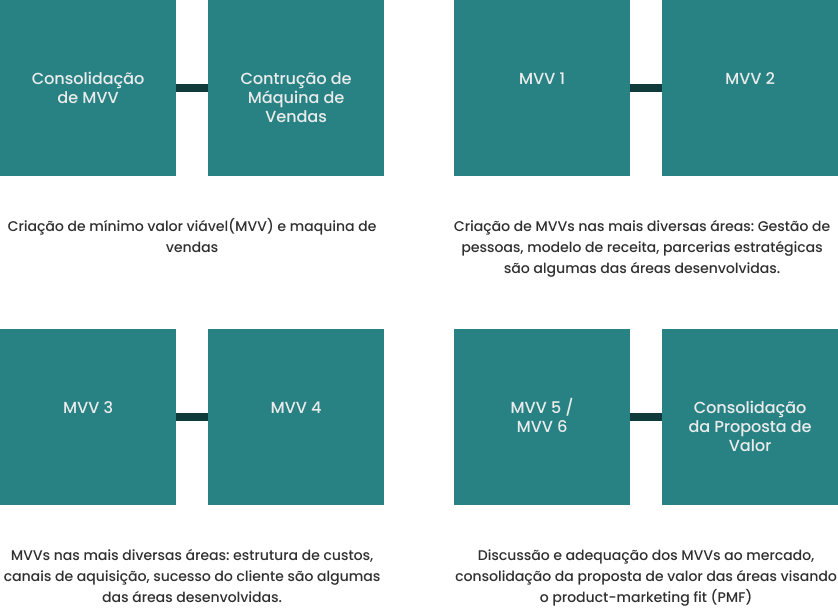 Consolidação
de MVV
Contrução de
Máquina de
Vendas
Criação de mínimo valor viável(MVV) e maquina de
vendas
MVV 1
MVV 2
Criação de MVVs nas mais diversas áreas: Gestão de
pessoas, modelo de receita, parcerias estratégicas
são algumas das áreas desenvolvidas.
MVV 3
MVV 4
MVVs nas mais diversas áreas: estrutura de custos,
canais de aquisição, sucesso do cliente são algumas
das áreas desenvolvidas.
MVV 5 /
MVV 6
Consolidação
da Proposta de
Valor
Discussão e adequação dos MVVs ao mercado,
consolidação da proposta de valor das áreas visando
o product-marketing fit (PMF)